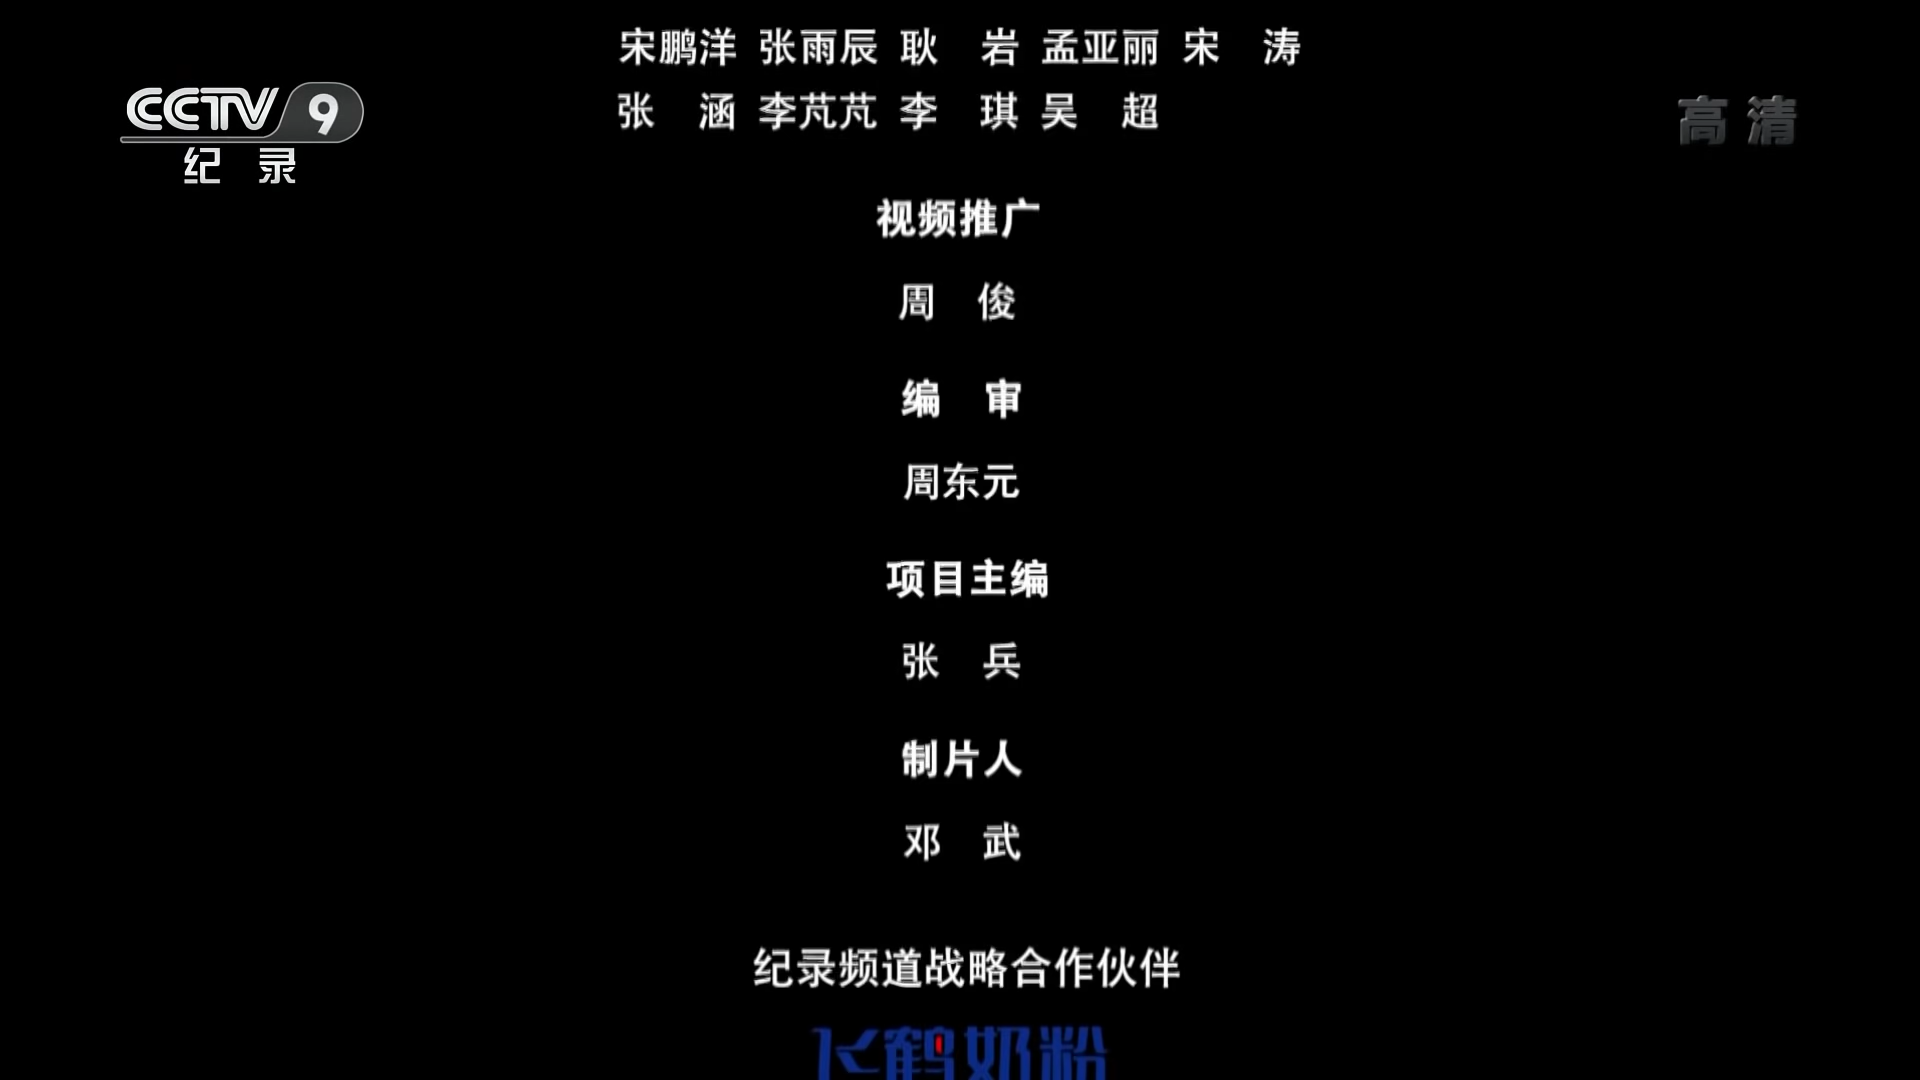 宋鹏洋 张雨辰 耿 岩 孟亚丽 宋 涛
张 涵 李芃芃 李 琪 吴 超
CCTV 9
纪 录
高 清
视频推广
周 俊
编 审
周东元
项目主编
张 兵
制片人
邓 武
纪录频道战略合作伙伴
飞鹤奶粉